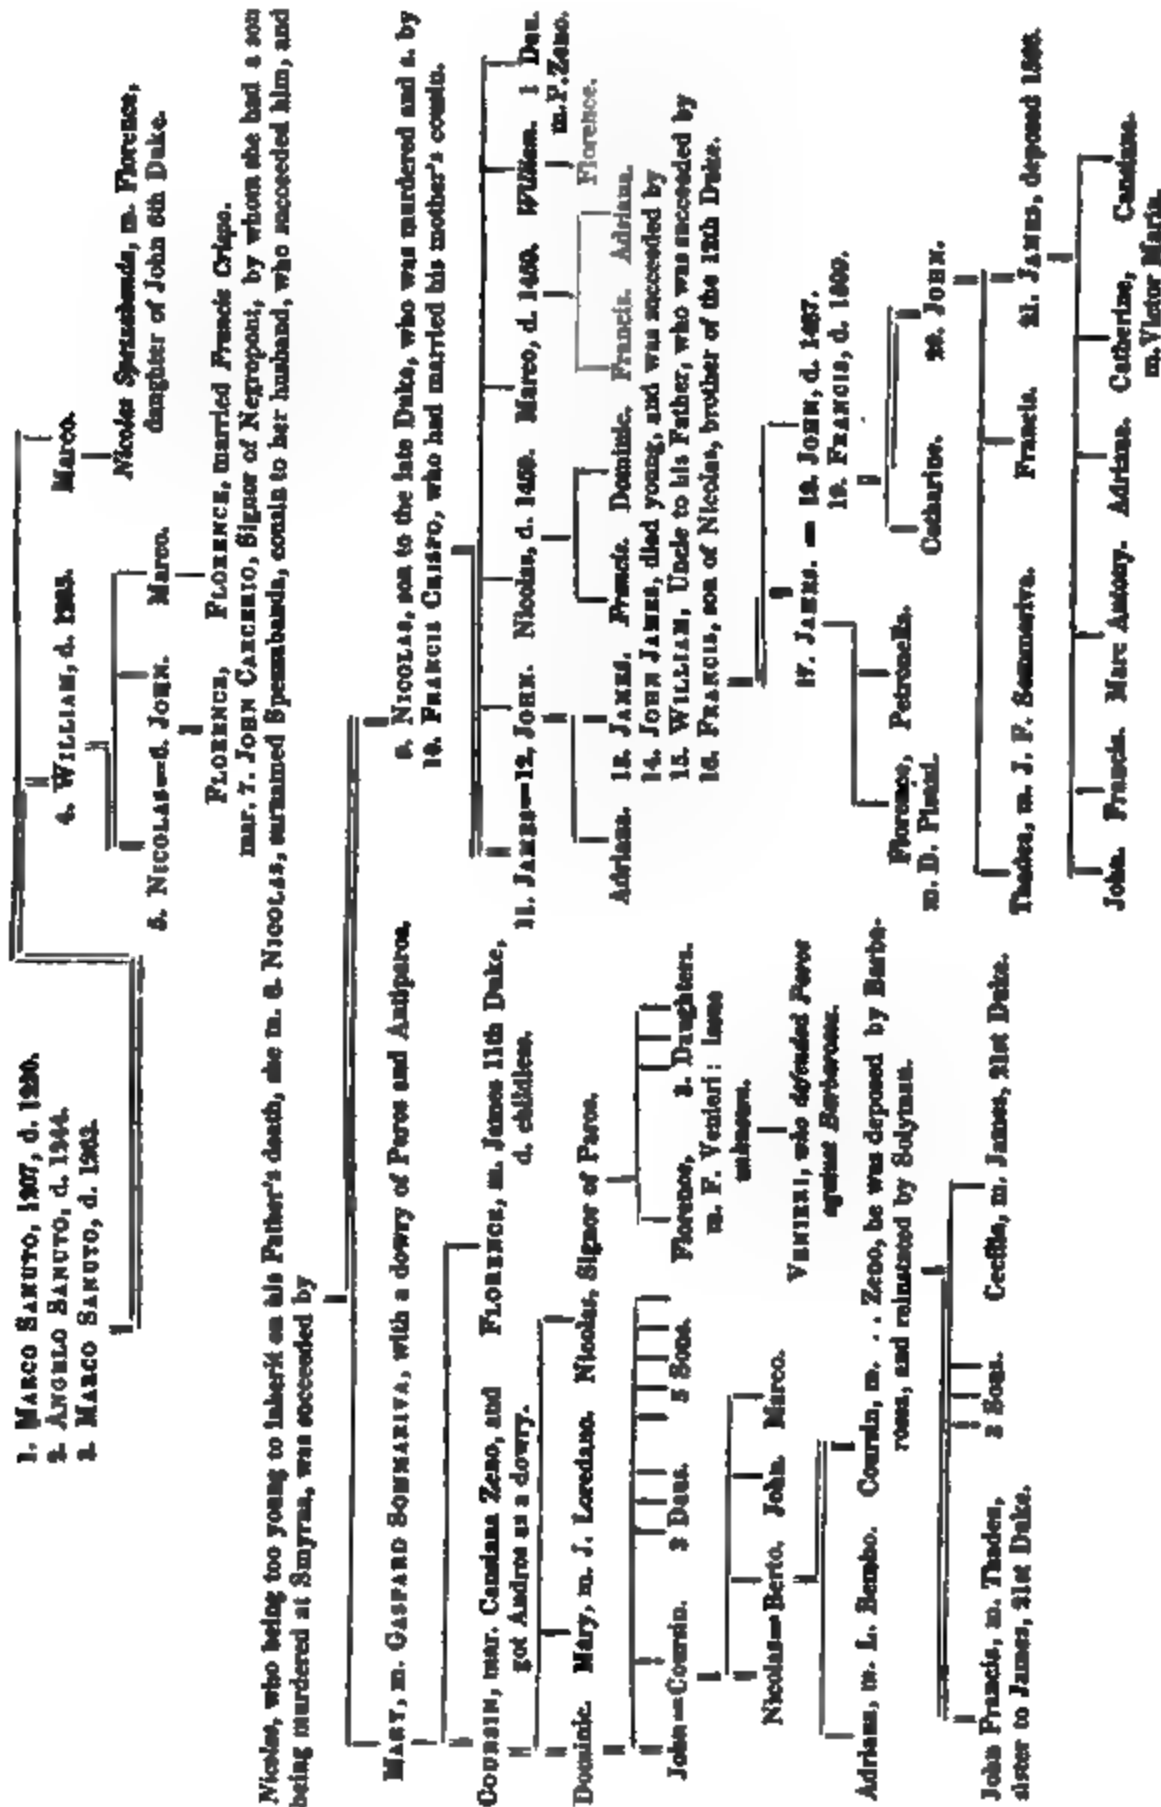 1. MARCO SANUTO, 1207, d. 1220.
2. ANGELO SANUTO, d. 1244.
3. MARCO SANUTO, d. 1263.
4. WILLIAM, d.
Marco.
5. NICOLAS=6. JOHN. Marco.
Nicolas Spezzabanda, m. Florence,
daughter of John 6th Duke.
FLORENCE, FLORENCE, married Francis Crispo.
mar. 7. JOHN CARCERIO, Signor of Negropont, by whom she had a son
Nicolas, who being too young to inherit on his Father's death, she m. 8. NICOLAS, surnamed Spezzabanda, cousin to her husband, who succeeded him, and
being murdered at Smyrna, was succeeded by
MARY, m. GASPARO SOMMARIVA, with a dowry of Paros and Antiparos.
9. NICOLAS, son to the late Duke, who was murdered and s. by
10. FRANCIS CRISPO, who had married his mother's cousin.
COURSIN, mar. Cansiana Zeno, and
got Andros as a dowry.
FLORENCE, m. James 11th Duke,
d. childless.
11. JAMES=12, JOHN. Nicolas, d. 1450. Marco, d. 1450. William. 1 Dau.
m. P. Zeno.
Dominic. Mary, m. J. Loredano. Nicolas, Signor of Paros.
Adriana. 13. JAMES. Francis. Dominic. Francis. Adriana. Florence.
14. JOHN JAMES, died young, and was succeeded by
15. WILLIAM, Uncle to his Father, who was succeeded by
16. FRANCIS, son of Nicolas, brother of the 12th Duke.
John=Coursin. 3 Daus. 5 Sons.
Florence, 3. Daughters.
m. F. Venieri: issue
unknown.
VENIERI, who defended Paros
against Barbarossa.
Nicolas=Berto. John. Marco.
17. JAMES. = 18. JOHN, d. 1457.
19. FRANCIS, d. 1500.
Florence, Petronella.
m. D. Pisani.
Catharine. 20. JOHN.
Adriana, m. L. Bembo. Coursin, m. . . Zeno, he was deposed by Barba-
rossa, and reinstated by Solyman.
Thadea, m. J. F. Sommariva. Francis. 21. JAMES, deposed
John Francis, m. Thadea,
sister to James, 21st Duke.
3 Sons. Cecilia, m. James, 21st Duke.
John. Francis. Marc Antony. Adrian. Catherine,
m. Victor Maria.